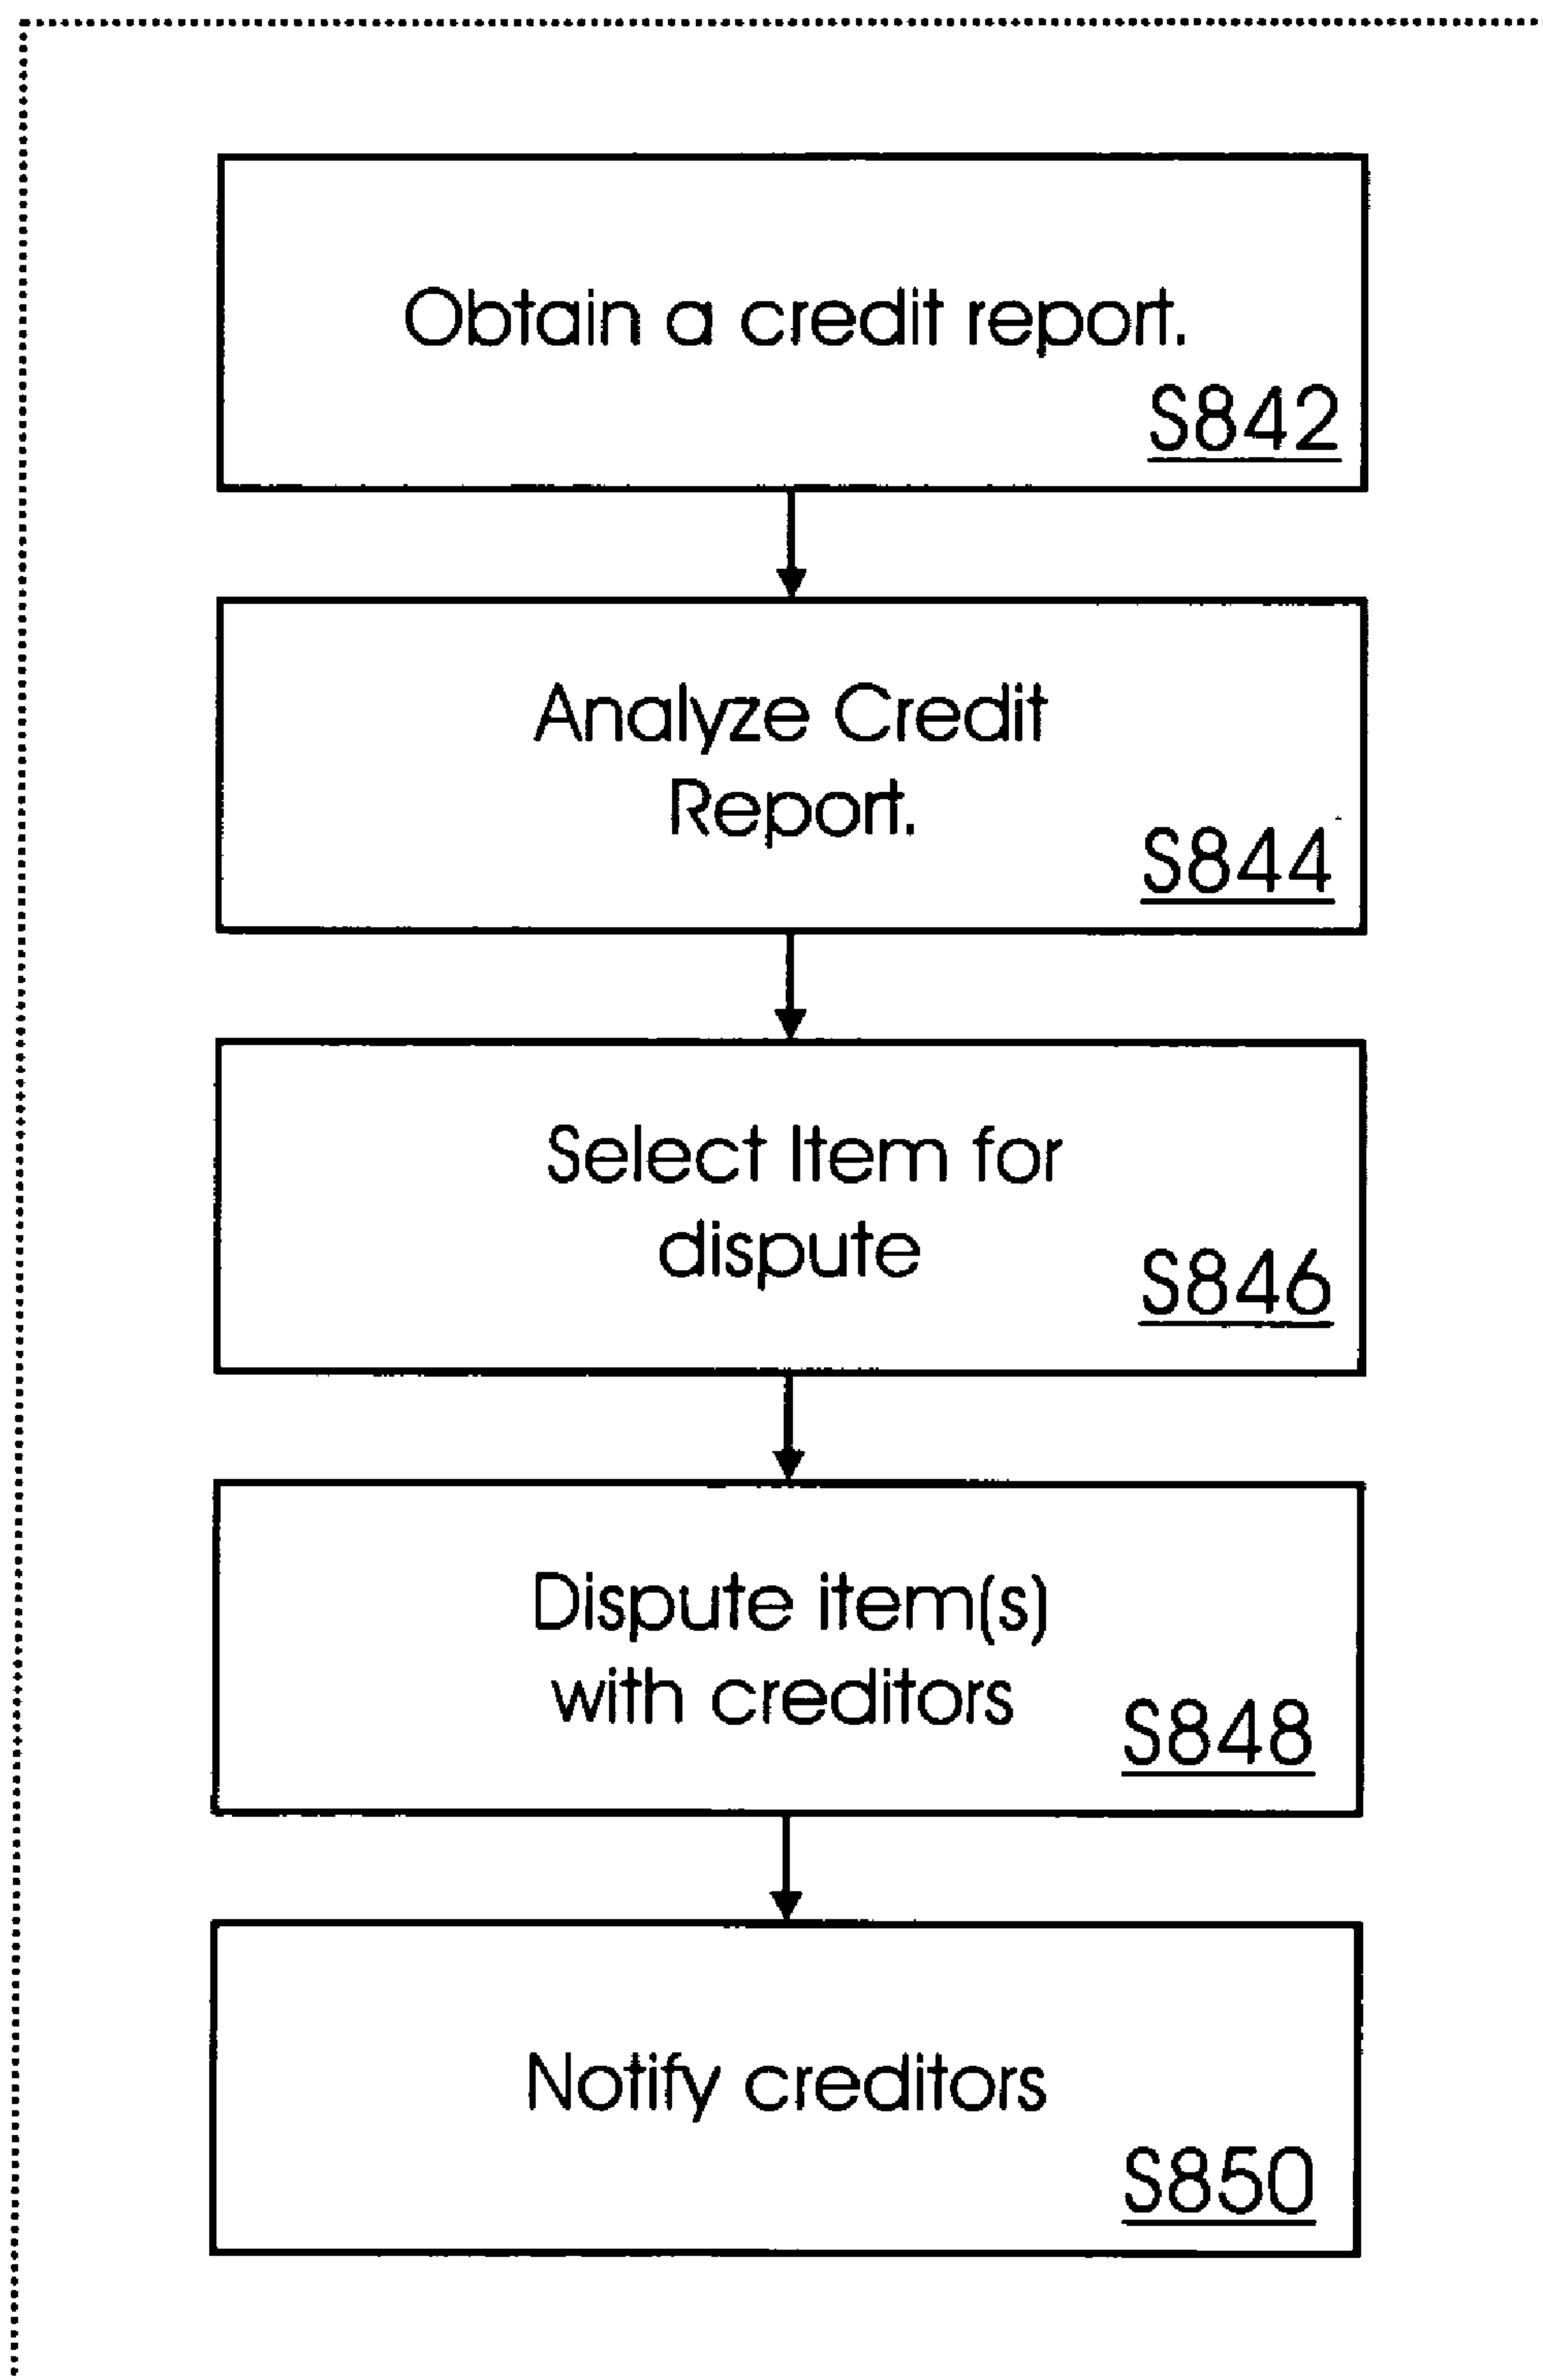 Obtain a credit report.
S842
Analyze Credit
Report.
S844
Select Item for
dispute
S846
Dispute item(s)
with creditors
S848
Notify creditors
S850